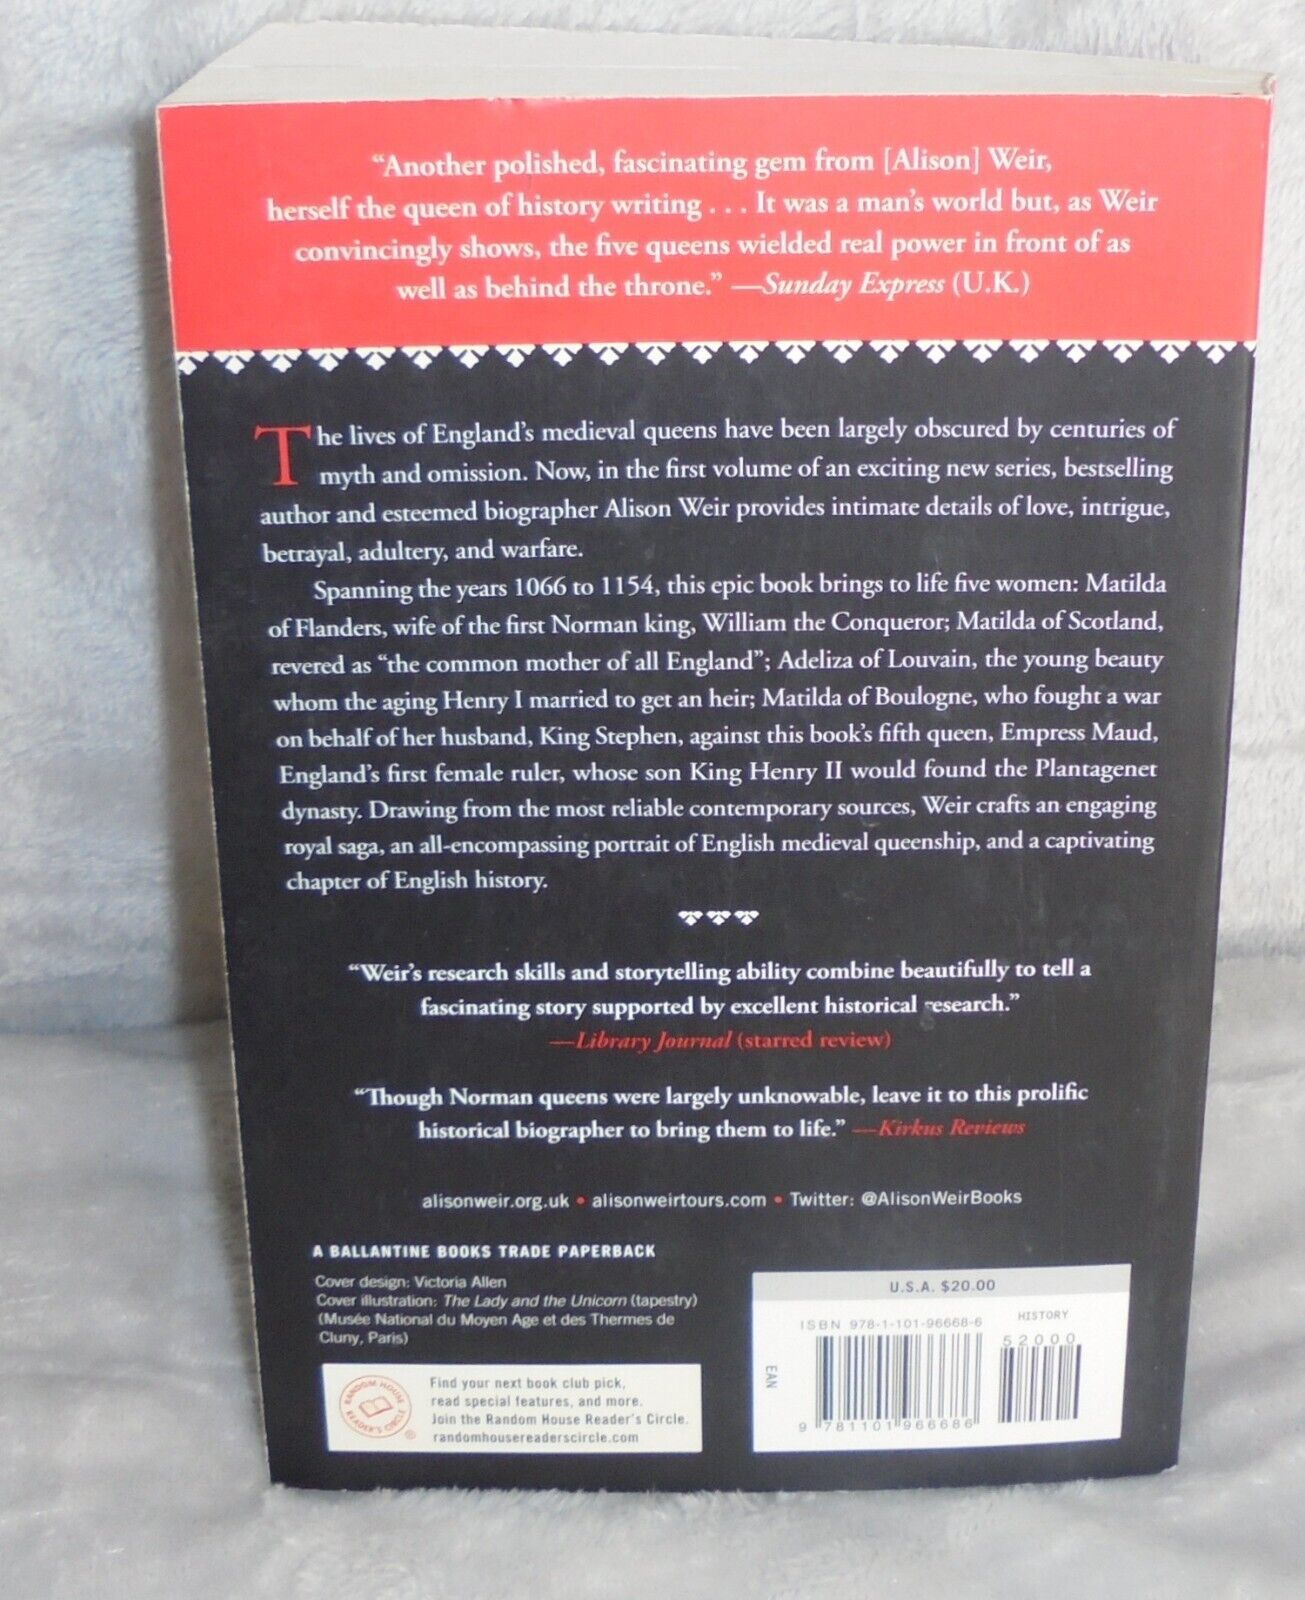 “Another polished, fascinating gem from [Alison] Weir,
herself the queen of history writing . . . It was a man’s world but, as Weir
convincingly shows, the five queens wielded real power in front of as
well as behind the throne.” —Sunday Express (U.K.)
The lives of England’s medieval queens have been largely obscured by centuries of
myth and omission. Now, in the first volume of an exciting new series, bestselling
author and esteemed biographer Alison Weir provides intimate details of love, intrigue,
betrayal, adultery, and warfare.
Spanning the years 1066 to 1154, this epic book brings to life five women: Matilda
of Flanders, wife of the first Norman king, William the Conqueror; Matilda of Scotland,
revered as “the common mother of all England”; Adeliza of Louvain, the young beauty
whom the aging Henry I married to get an heir; Matilda of Boulogne, who fought a war
on behalf of her husband, King Stephen, against this book’s fifth queen, Empress Maud,
England’s first female ruler, whose son King Henry II would found the Plantagenet
dynasty. Drawing from the most reliable contemporary sources, Weir crafts an engaging
royal saga, an all-encompassing portrait of English medieval queenship, and a captivating
chapter of English history.
“Weir’s research skills and storytelling ability combine beautifully to tell a
fascinating story supported by excellent historical research.”
—Library Journal (starred review)
“Though Norman queens were largely unknowable, leave it to this prolific
historical biographer to bring them to life.” —Kirkus Reviews
alisonweir.org.uk • alisonweirtours.com • Twitter: @AlisonWeirBooks
A BALLANTINE BOOKS TRADE PAPERBACK
Cover design: Victoria Allen
Cover illustration: The Lady and the Unicorn (tapestry)
(Musée National du Moyen Age et des Thermes de
Cluny, Paris)
RANDOM HOUSE READER'S CIRCLE ®
Find your next book club pick,
read special features, and more.
Join the Random House Reader's Circle.
randomhousereaderscircle.com
U.S.A. $20.00
ISBN 978-1-101-96668-6
HISTORY
52000
EAN
9 781101 966686